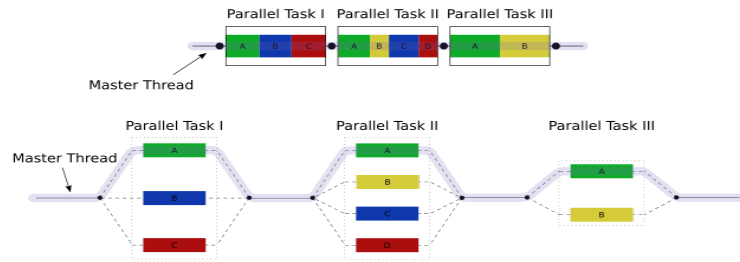 Parallel Task I Parallel Task II Parallel Task III
A B C A B C D A B
Master Thread
Parallel Task I Parallel Task II Parallel Task III
A A
Master Thread
A
B
B C
B
C D